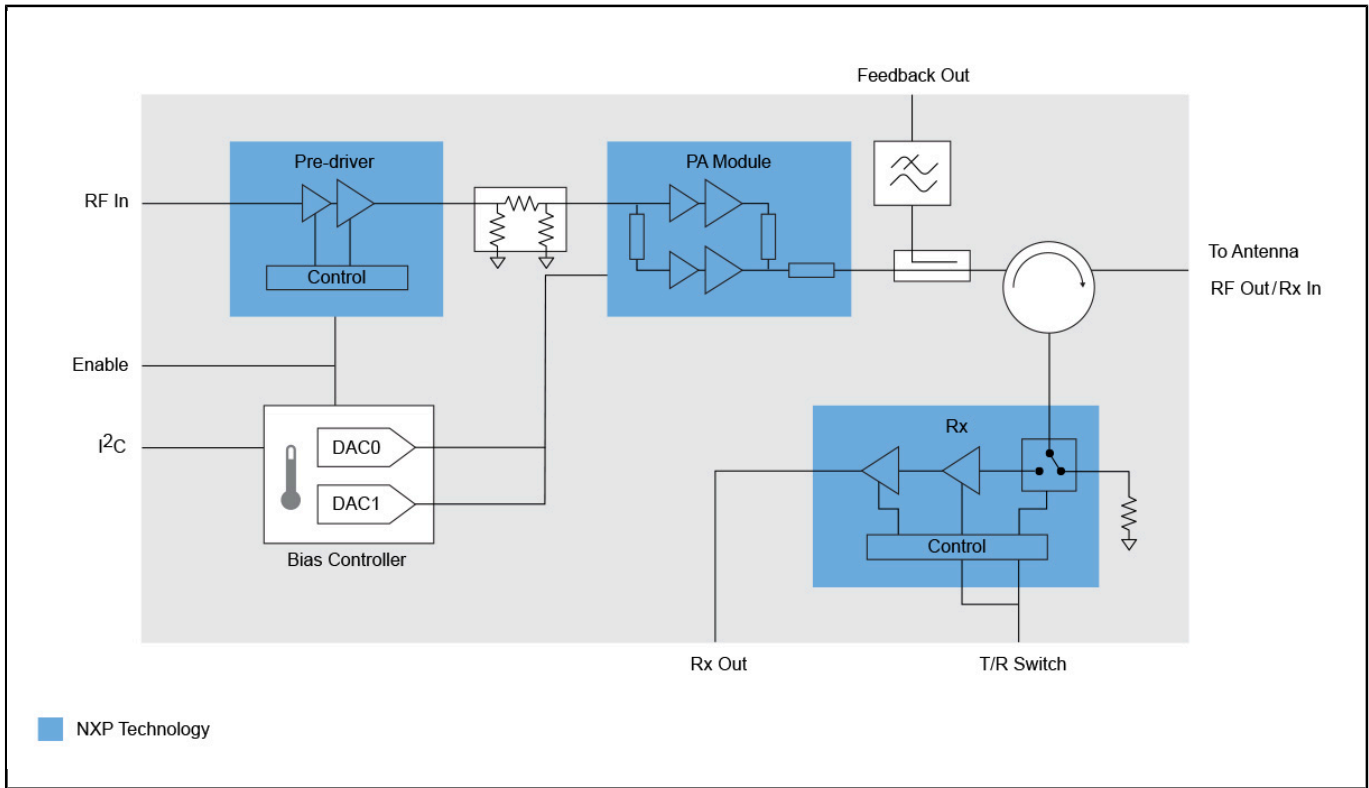 Feedback Out
Pre-driver
PA Module
RF In
Control
To Antenna
RF Out/Rx In
Enable
I²C
DAC0
DAC1
Bias Controller
Rx
Control
Rx Out
T/R Switch
NXP Technology